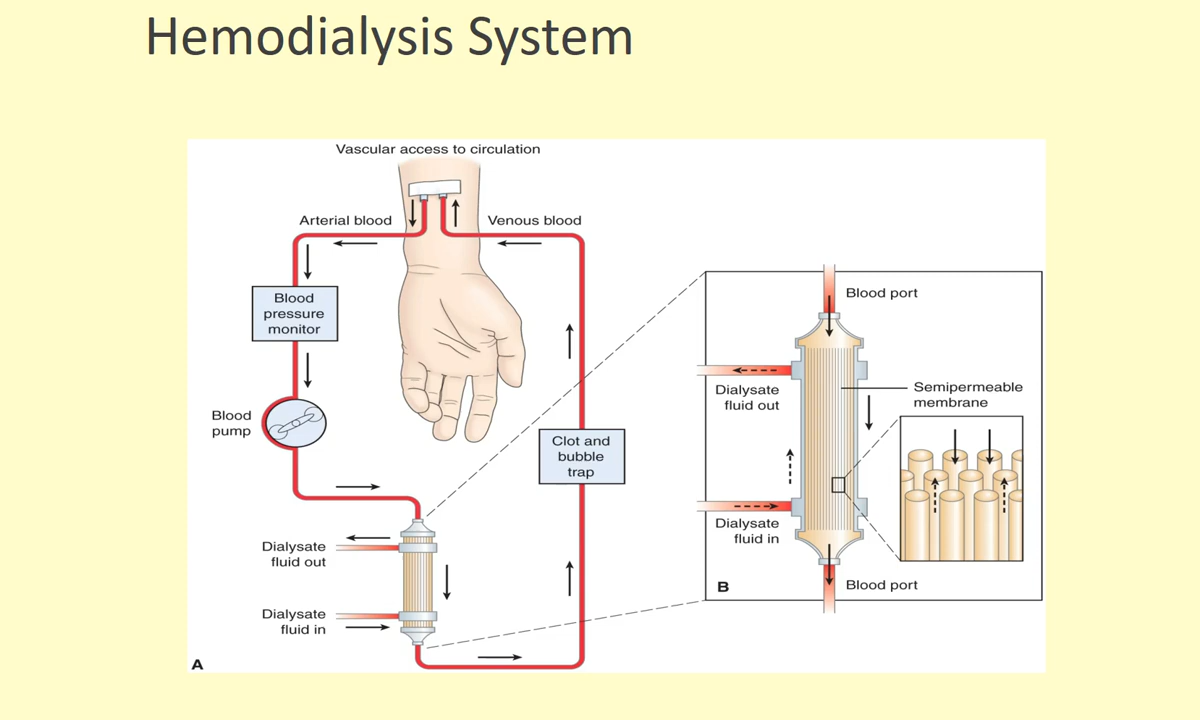 Hemodialysis System
Vascular access to circulation
Arterial blood
Venous blood
Blood
pressure
monitor
Blood
pump
Clot and
bubble
trap
Dialysate
fluid out
Dialysate
fluid in
A
Blood port
Dialysate
fluid out
Semipermeable
membrane
Dialysate
fluid in
B
Blood port